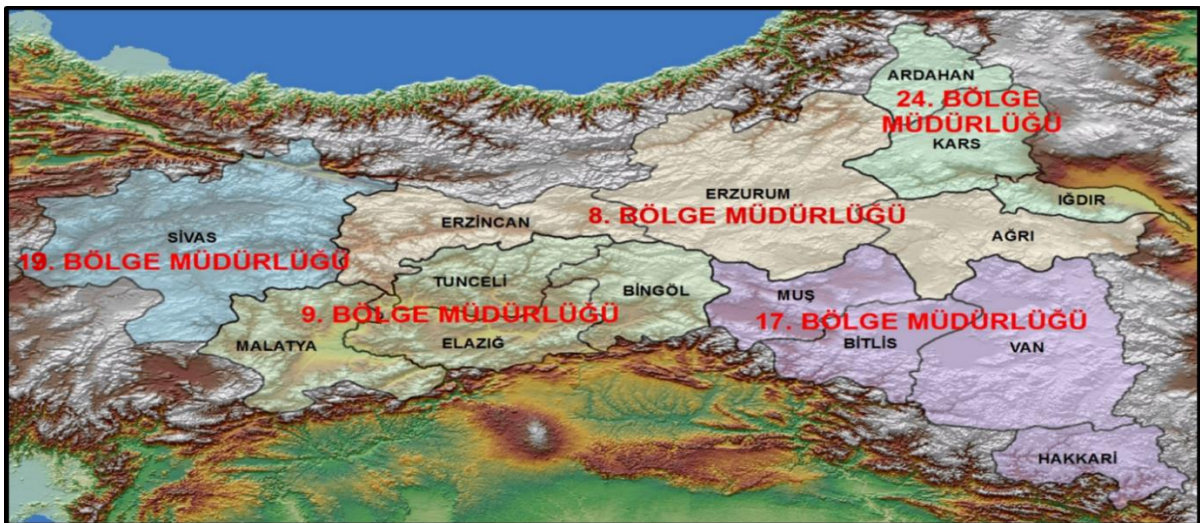 ARDAHAN
24. BÖLGE
MÜDÜRLÜĞÜ
KARS
IĞDIR
ERZURUM
ERZİNCAN
8. BÖLGE MÜDÜRLÜĞÜ
AĞRI
SİVAS
19. BÖLGE MÜDÜRLÜĞÜ
TUNCELİ
BİNGÖL
9. BÖLGE MÜDÜRLÜĞÜ
MALATYA
ELAZIĞ
MUŞ
17. BÖLGE MÜDÜRLÜĞÜ
BİTLİS
VAN
HAKKARİ